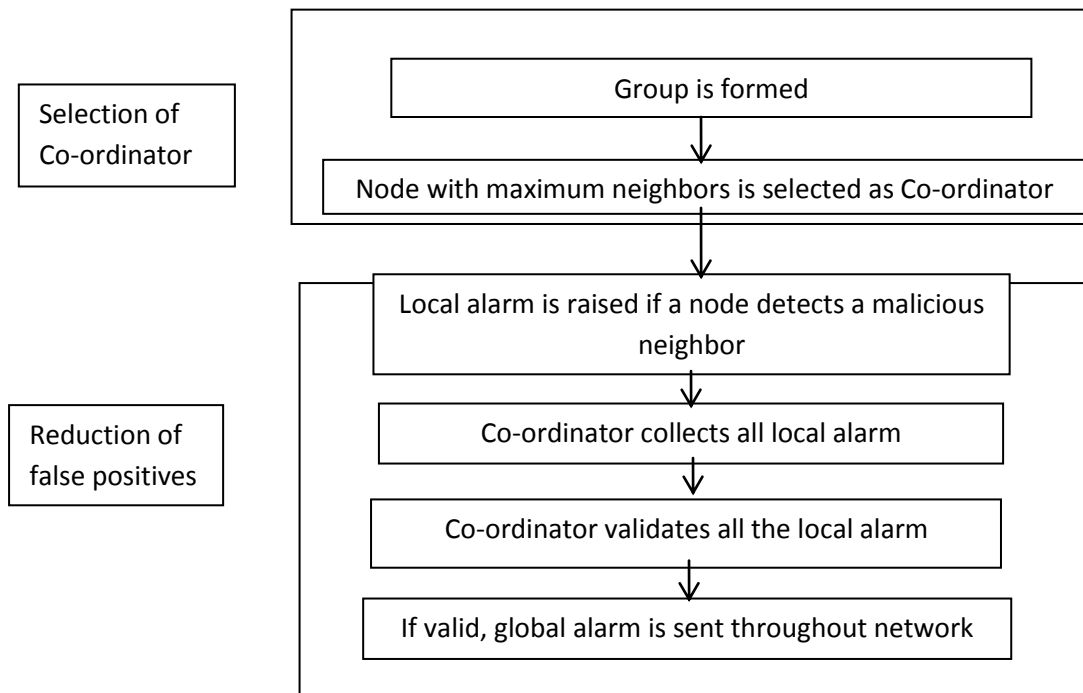 Selection of
Co-ordinator
Group is formed
Node with maximum neighbors is selected as Co-ordinator
Reduction of
false positives
Local alarm is raised if a node detects a malicious
neighbor
Co-ordinator collects all local alarm
Co-ordinator validates all the local alarm
If valid, global alarm is sent throughout network